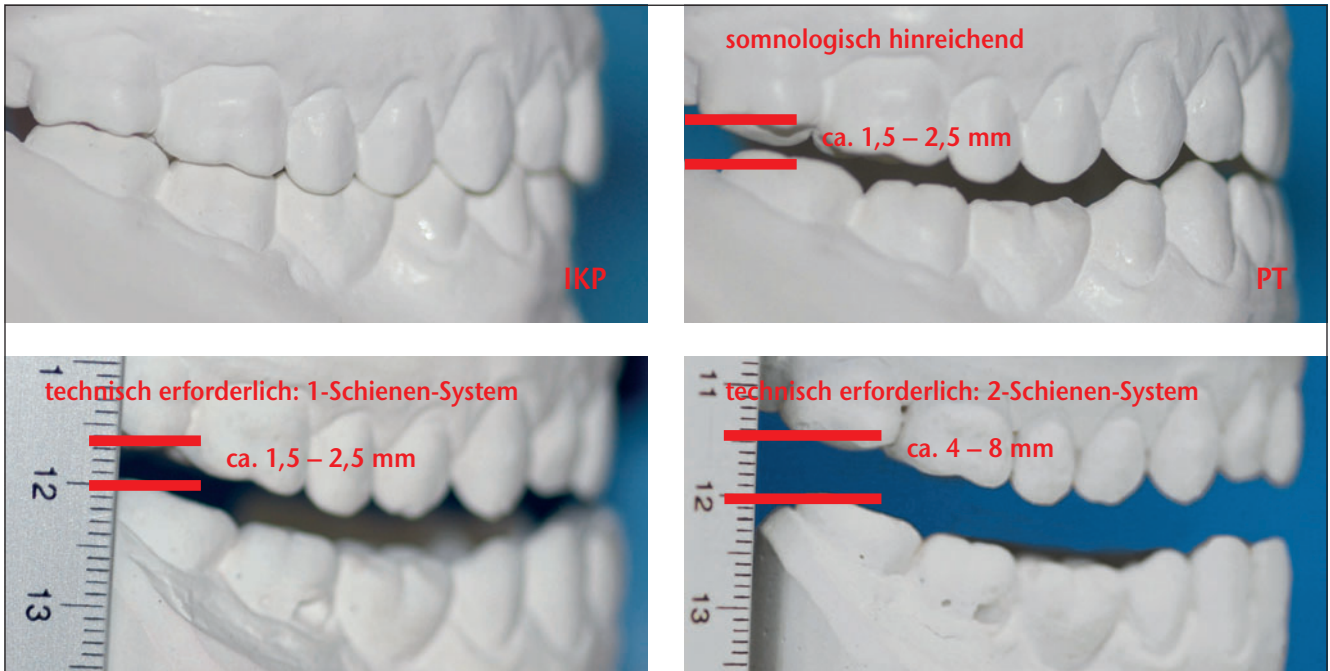 somnologisch hinreichend
ca. 1,5 – 2,5 mm
IKP
PT
technisch erforderlich: 1-Schienen-System
ca. 1,5 – 2,5 mm
1
12
13
technisch erforderlich: 2-Schienen-System
ca. 4 – 8 mm
11
12
13